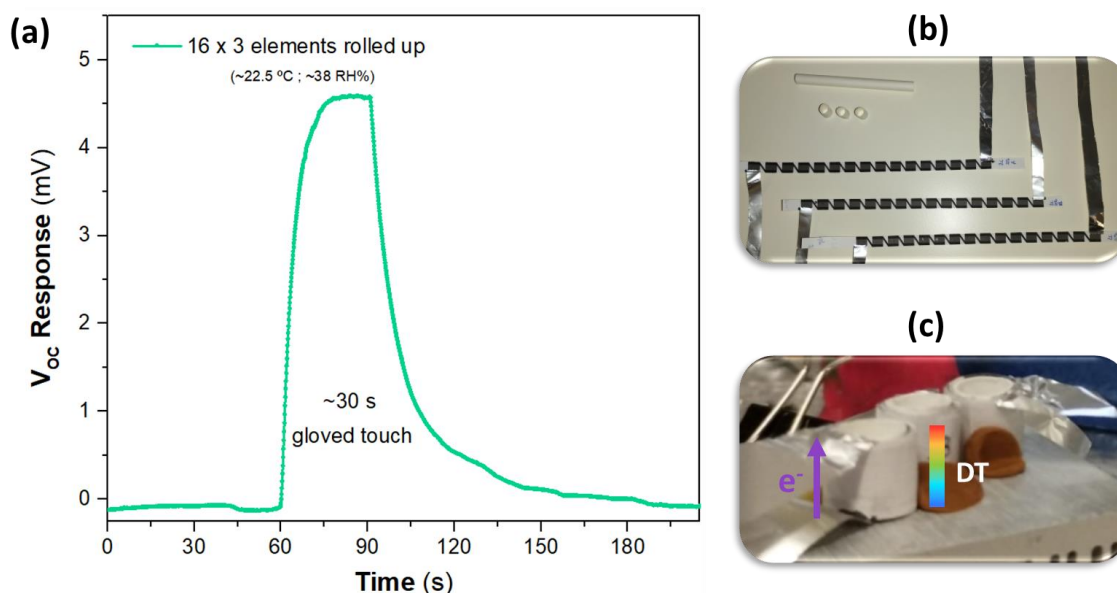 (a)
16 x 3 elements rolled up
(~22.5 ºC ; ~38 RH%)
~30 s
gloved touch
V_OC Response (mV)
5
4
3
2
1
0
0
30
60
90
120
150
180
Time (s)
(b)
(c)
e-
DT